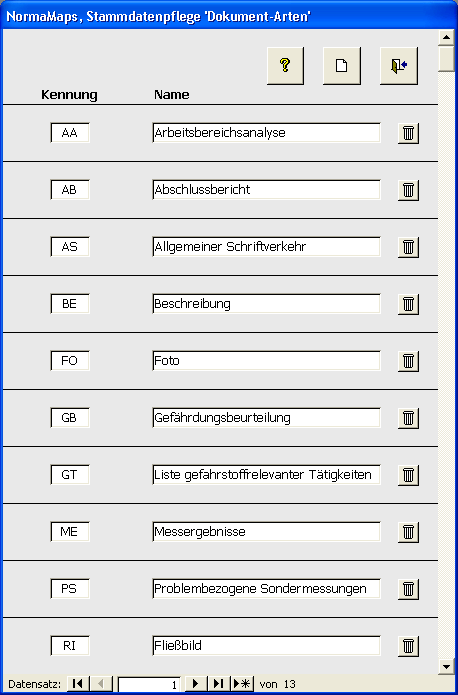 NormaMaps, Stammdatenpflege 'Dokument-Arten'
?
Kennung Name
AA Arbeitsbereichsanalyse
AB Abschlussbericht
AS Allgemeiner Schriftverkehr
BE Beschreibung
FO Foto
GB Gefährdungsbeurteilung
GT Liste gefahrstoffrelevanter Tätigkeiten
ME Messergebnisse
PS Problembezogene Sondermessungen
RI Fließbild
Datensatz: 1 von 13